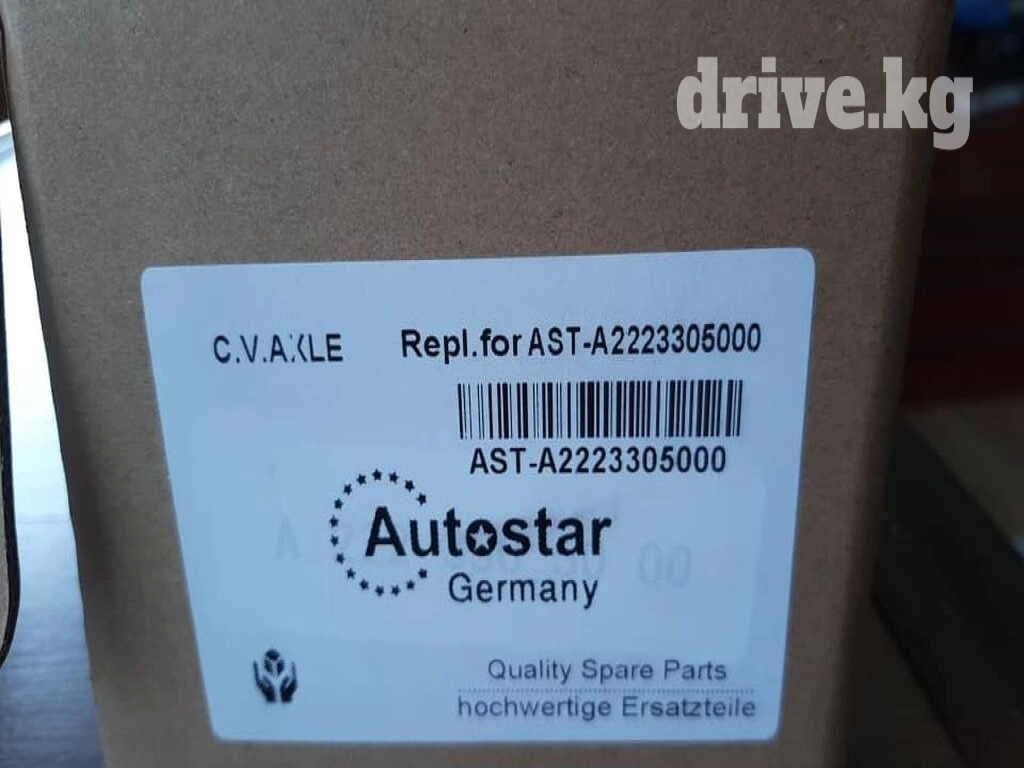 drive.kg
C.V.AXLE Repl.for AST-A2223305000
AST-A2223305000
Autostar
Germany
Quality Spare Parts
hochwertige Ersatzteile